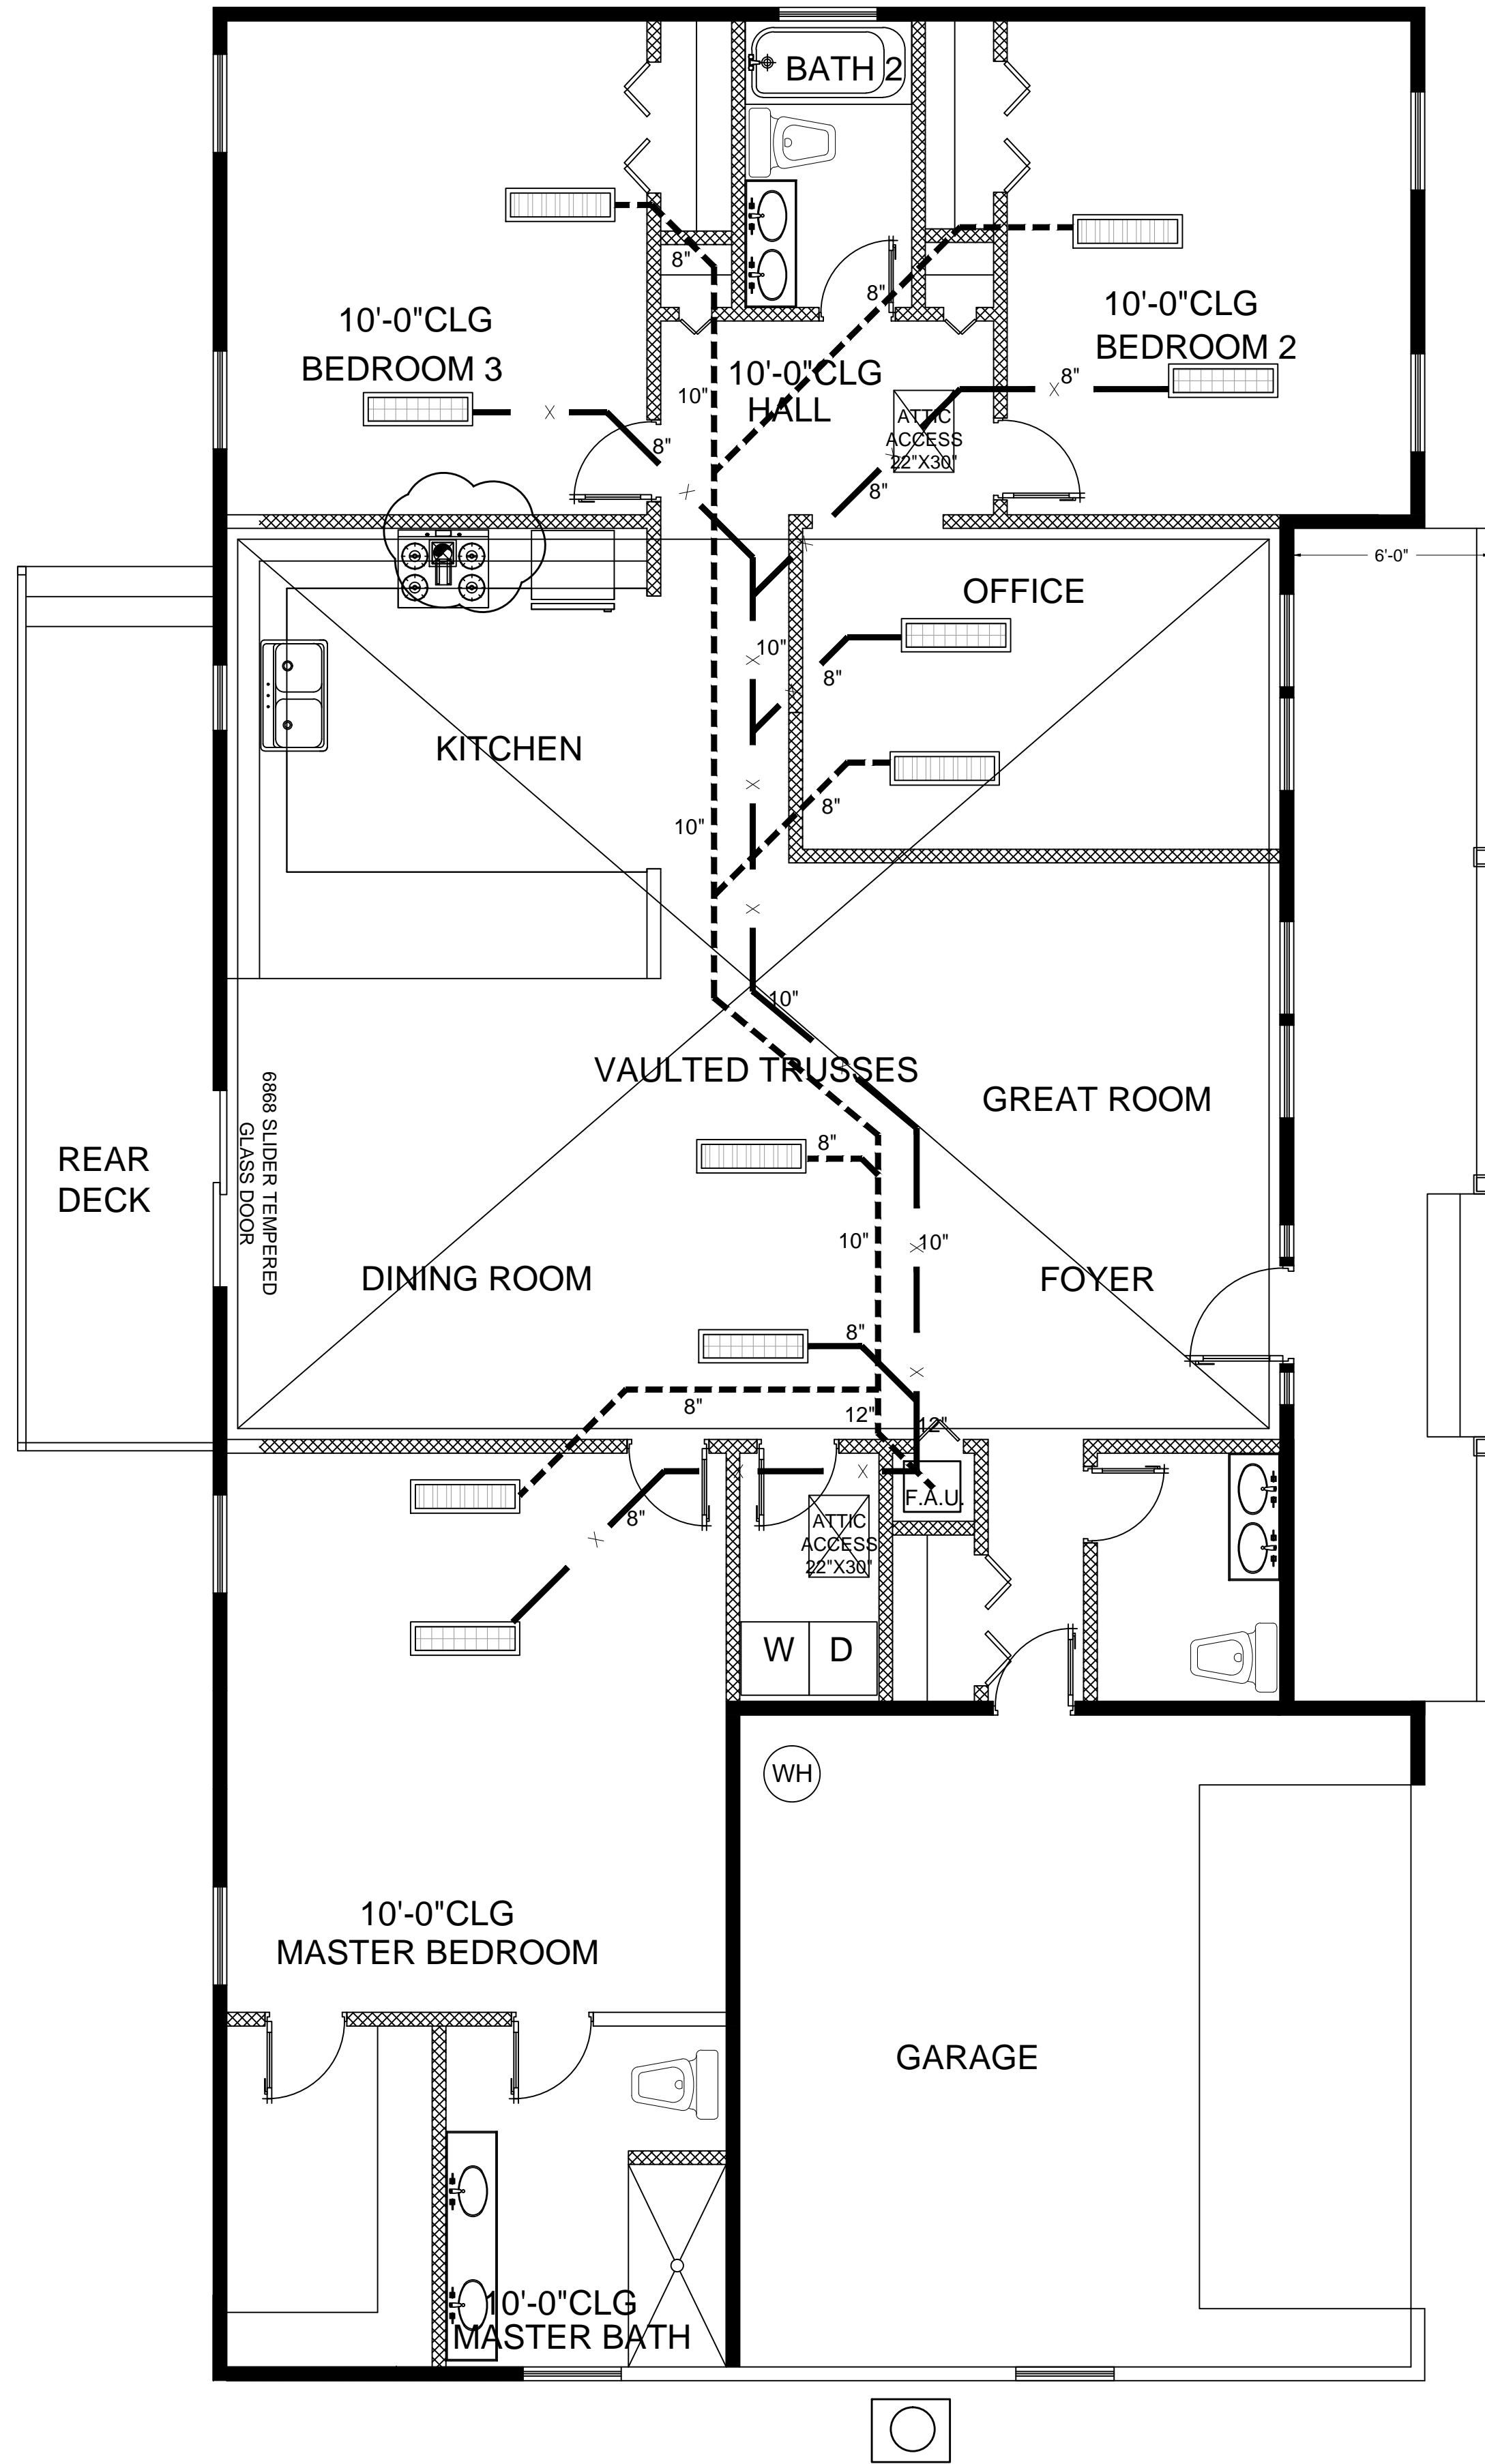 BATH 2
8"
8"
10'-0"CLG
BEDROOM 3
10'-0"CLG
BEDROOM 2
10'-0"CLG
HALL
10"
8"
8"
ATTIC
ACCESS
22"X30"
8"
6'-0"
OFFICE
10"
8"
KITCHEN
10"
8"
10"
VAULTED TRUSSES
GREAT ROOM
6868 SLIDER TEMPERED
GLASS DOOR
REAR
DECK
8"
10"
10"
DINING ROOM
FOYER
8"
8"
12"
12"
F.A.U.
8"
ATTIC
ACCESS
22"X30"
W
D
WH
10'-0"CLG
MASTER BEDROOM
GARAGE
10'-0"CLG
MASTER BATH